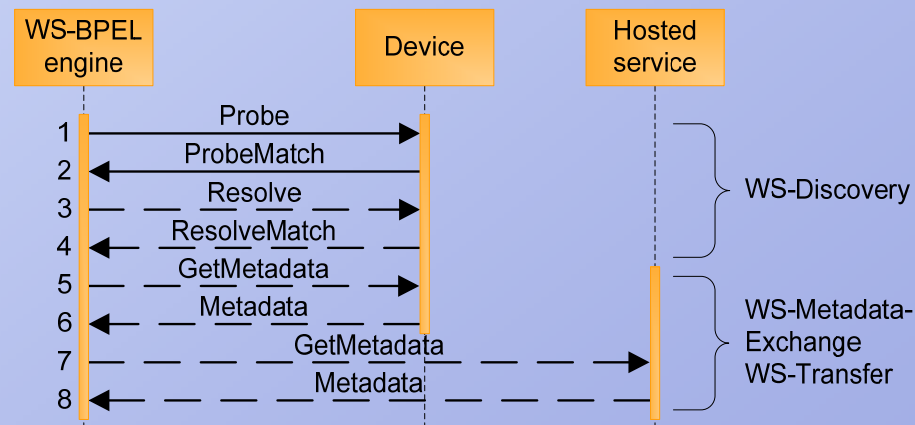 WS-BPEL
engine
Device
Hosted
service
1
Probe
2
ProbeMatch
3
Resolve
4
ResolveMatch
5
GetMetadata
6
Metadata
7
GetMetadata
8
Metadata
WS-Discovery
WS-Metadata-
Exchange
WS-Transfer